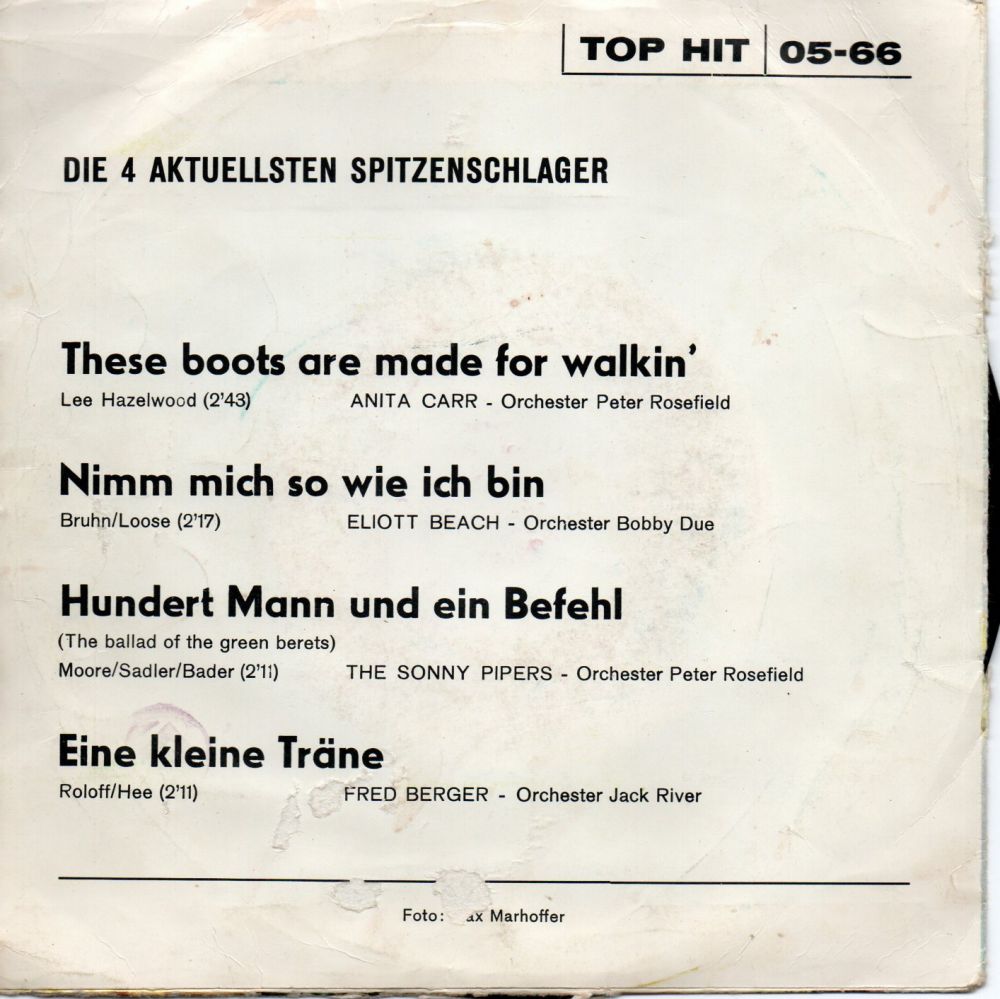 TOP HIT 05-66
DIE 4 AKTUELLSTEN SPITZENSCHLAGER
These boots are made for walkin'
Lee Hazelwood (2'43) ANITA CARR - Orchester Peter Rosefield
Nimm mich so wie ich bin
Bruhn/Loose (2'17) ELIOTT BEACH - Orchester Bobby Due
Hundert Mann und ein Befehl
(The ballad of the green berets)
Moore/Sadler/Bader (2'11) THE SONNY PIPERS - Orchester Peter Rosefield
Eine kleine Träne
Roloff/Hee (2'11) FRED BERGER - Orchester Jack River
Foto: Marhoffer